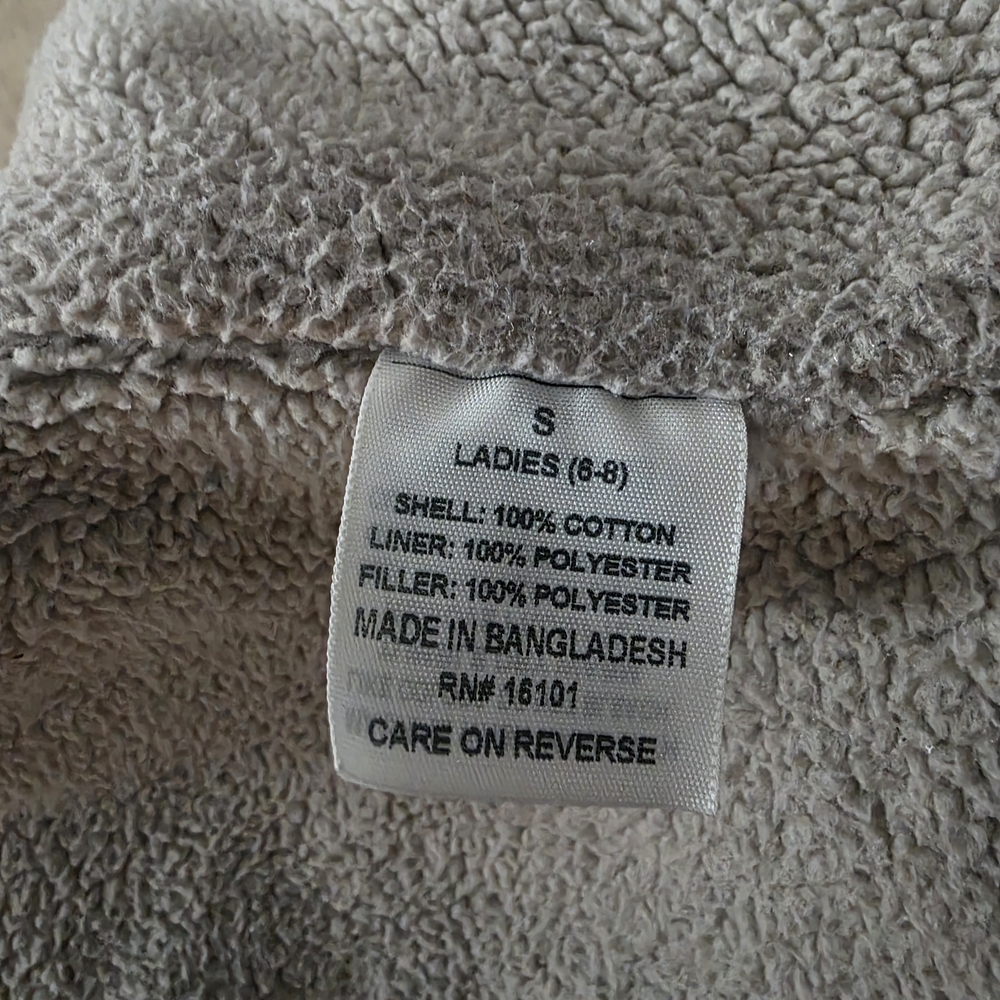 S
LADIES (6-8)
SHELL: 100% COTTON
LINER: 100% POLYESTER
FILLER: 100% POLYESTER
MADE IN BANGLADESH
RN# 16101
CARE ON REVERSE